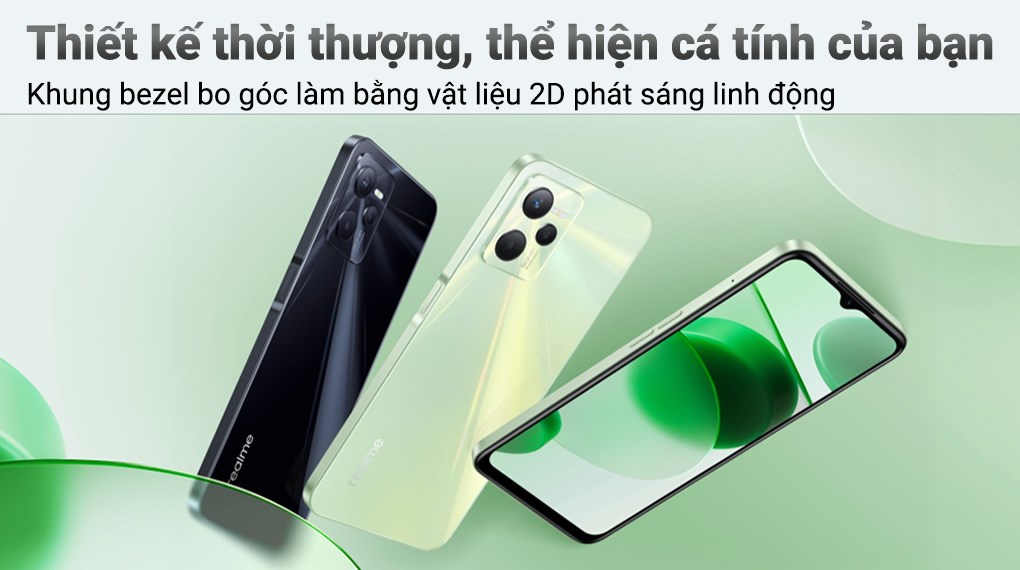 Thiết kế thời thượng, thể hiện cá tính của bạn
Khung bezel bo góc làm bằng vật liệu 2D phát sáng linh động
realme
realme